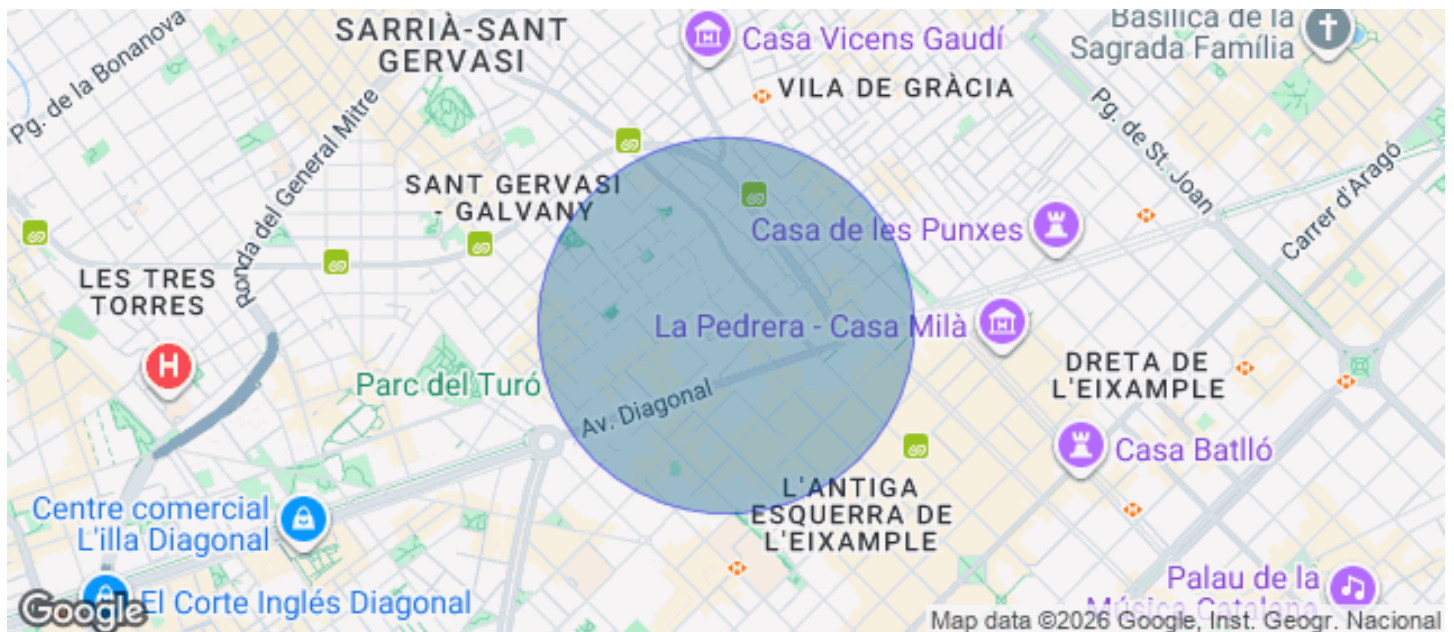 Pg. de la Bonanova
SARRIÀ-SANT
GERVASI
Casa Vicens Gaudí
Basílica de la
Sagrada Família
VILA DE GRÀCIA
Ronda del General Mitre
Pg. de St. Joan
Carrer d'Aragó
SANT GERVASI
- GALVANY
Casa de les Punxes
LES TRES
TORRES
H
La Pedrera - Casa Milà
Parc del Turó
Av. Diagonal
DRETA DE
L'EIXAMPLE
Casa Batlló
L'ANTIGA
ESQUERRA DE
L'EIXAMPLE
Centre comercial
L'illa Diagonal
El Corte Inglés Diagonal
Palau de la
Música Catalana
Google
Map data ©2026 Google, Inst. Geogr. Nacional